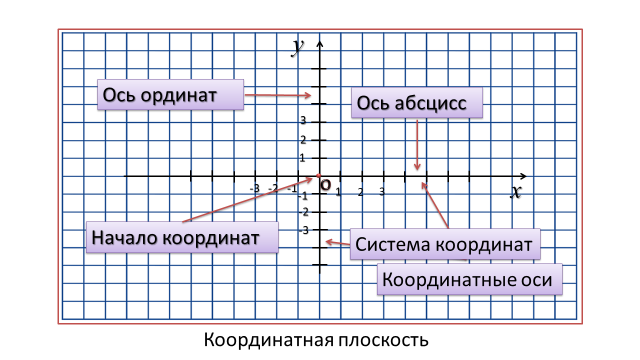 y
Ось ординат
Ось абсцисс
3
2
1
-3 -2 -1 O 1 2 3
x
-1
-2
-3
Начало координат
Система координат
Координатные оси
Координатная плоскость